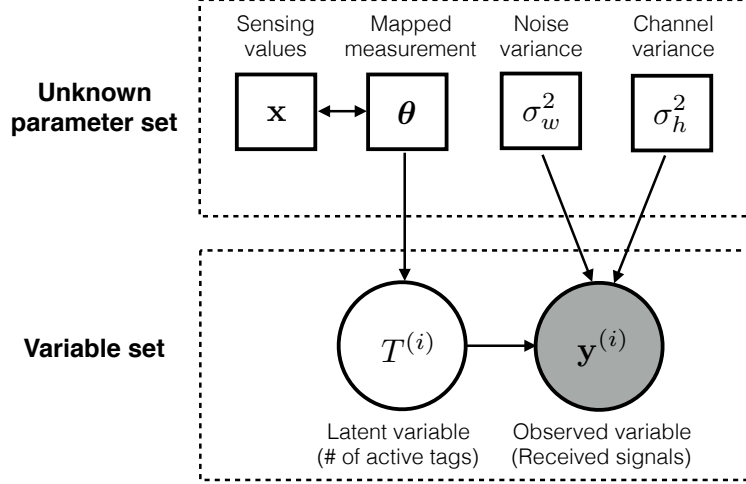 Sensing values
Mapped measurement
Noise variance
Channel variance
Unknown parameter set
x
θ
σ_w^2
σ_h^2
Variable set
T^(i)
y^(i)
Latent variable
(# of active tags)
Observed variable
(Received signals)